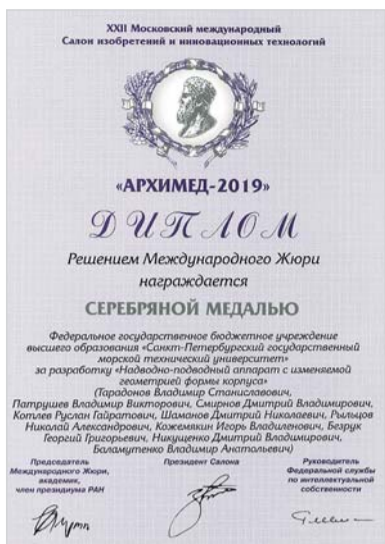 XXII Московский международный
Салон изобретений и инновационных технологий
«АРХИМЕД-2019»
ДИПЛОМ
Решением Международного Жюри
награждается
СЕРЕБРЯНОЙ МЕДАЛЬЮ
Федеральное государственное бюджетное учреждение
высшего образования «Санкт-Петербургский государственный
морской технический университет»
за разработку «Надводно-подводный аппарат с изменяемой
геометрией формы корпуса»
(Тарадонов Владимир Станиславович,
Патрушев Владимир Викторович, Смирнов Дмитрий Владимирович,
Котлев Руслан Гайратович, Шаманов Дмитрий Николаевич, Рыльцов
Николай Александрович, Кожемякин Игорь Владиленович, Безрук
Георгий Григорьевич, Никущенко Дмитрий Владимирович,
Баламутенко Владимир Анатольевич)
Председатель
Международного Жюри,
академик,
член президиума РАН
Президент Салона
Руководитель
Федеральной службы
по интеллектуальной
собственности